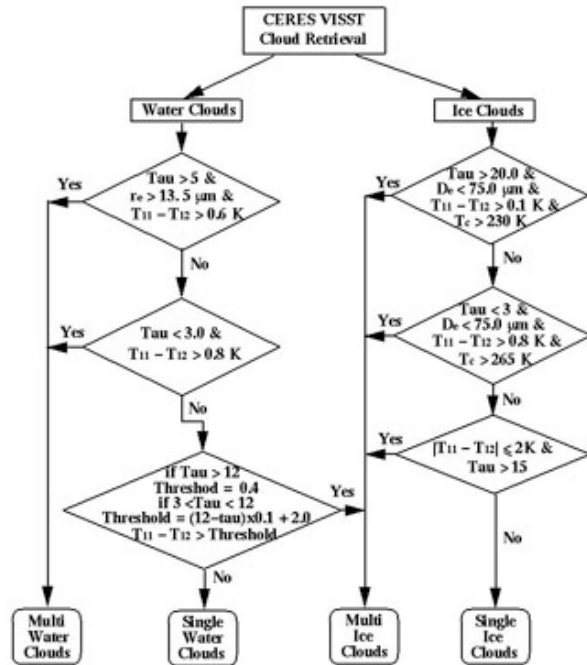 CERES VISST
Cloud Retrieval
Water Clouds
Ice Clouds
Yes
Tau > 5 &
re > 13.5 μm &
T11 − T12 > 0.6 K
No
Yes
Tau > 20.0 &
De < 75.0 μm &
T11 − T12 > 0.1 K &
Tc > 230 K
No
Yes
Tau < 3.0 &
T11 − T12 > 0.8 K
No
Yes
Tau < 3 &
De < 75.0 μm &
T11 − T12 > 0.8 K &
Tc > 265 K
No
if Tau > 12
Threshod = 0.4
if 3 <Tau < 12
Threshold = (12−tau)x0.1 + 2.0
T11 − T12 > Threshold
Yes
No
Yes
|T11 − T12| ⩽ 2K &
Tau > 15
No
Multi
Water
Clouds
Single
Water
Clouds
Multi
Ice
Clouds
Single
Ice
Clouds